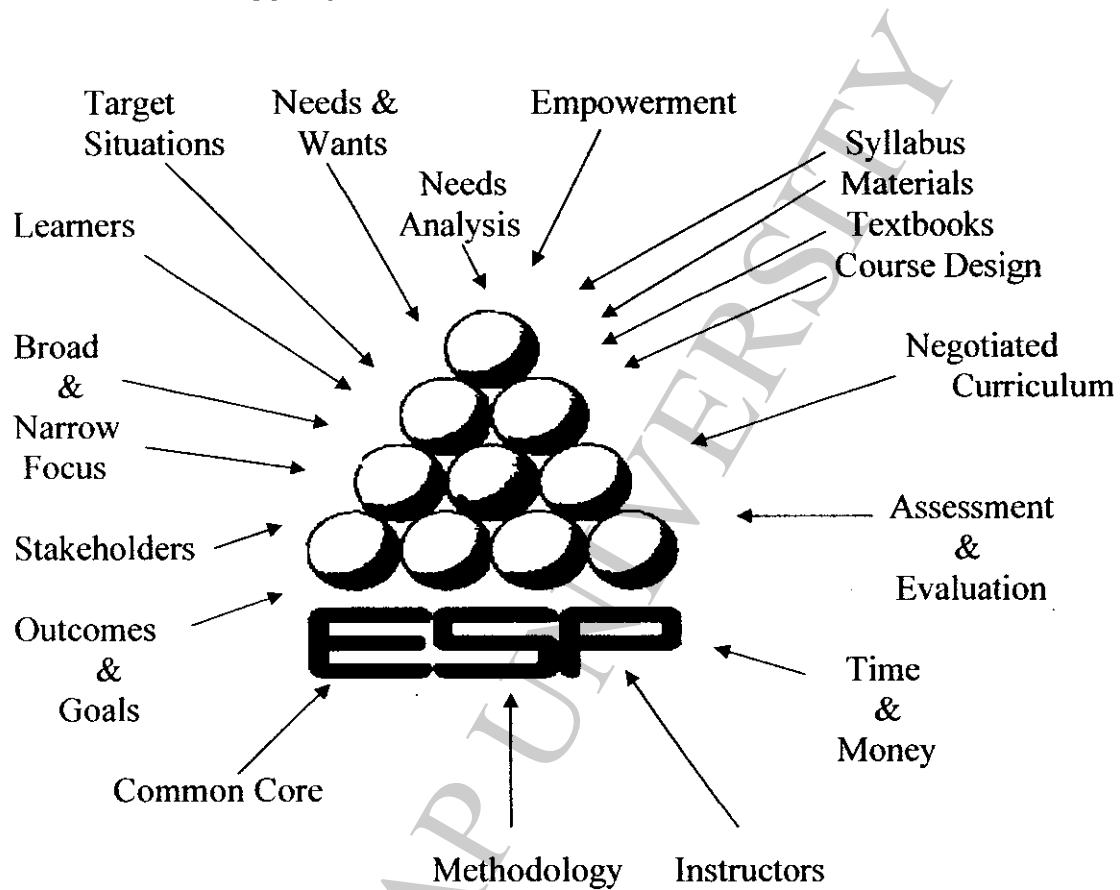 Target
Situations
Needs &
Wants
Empowerment
Needs
Analysis
Syllabus
Materials
Textbooks
Course Design
Learners
Broad
&
Narrow
Focus
Negotiated
Curriculum
Stakeholders
Assessment
&
Evaluation
Outcomes
&
Goals
ESP
Time
&
Money
Common Core
Methodology
Instructors
UNIVERSITY